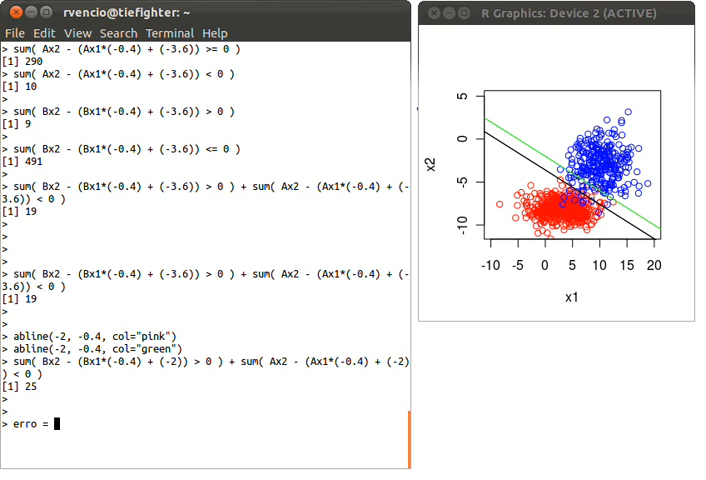 rvencio@tiefighter: ~
File Edit View Search Terminal Help
> sum( Ax2 - (Ax1*(-0.4) + (-3.6)) >= 0 )
[1] 290
> sum( Ax2 - (Ax1*(-0.4) + (-3.6)) < 0 )
[1] 10
>
> sum( Bx2 - (Bx1*(-0.4) + (-3.6)) > 0 )
[1] 9
>
> sum( Bx2 - (Bx1*(-0.4) + (-3.6)) <= 0 )
[1] 491
>
> sum( Bx2 - (Bx1*(-0.4) + (-3.6)) > 0 ) + sum( Ax2 - (Ax1*(-0.4) + (-
3.6)) < 0 )
[1] 19
>
>
>
>
> sum( Bx2 - (Bx1*(-0.4) + (-3.6)) > 0 ) + sum( Ax2 - (Ax1*(-0.4) + (-
3.6)) < 0 )
[1] 19
>
>
> abline(-2, -0.4, col="pink")
> abline(-2, -0.4, col="green")
> sum( Bx2 - (Bx1*(-0.4) + (-2)) > 0 ) + sum( Ax2 - (Ax1*(-0.4) + (-2)
) < 0 )
[1] 25
>
>
> erro =
R Graphics: Device 2 (ACTIVE)
5
0
-5
-10
x2
-10 -5 0 5 10 15 20
x1